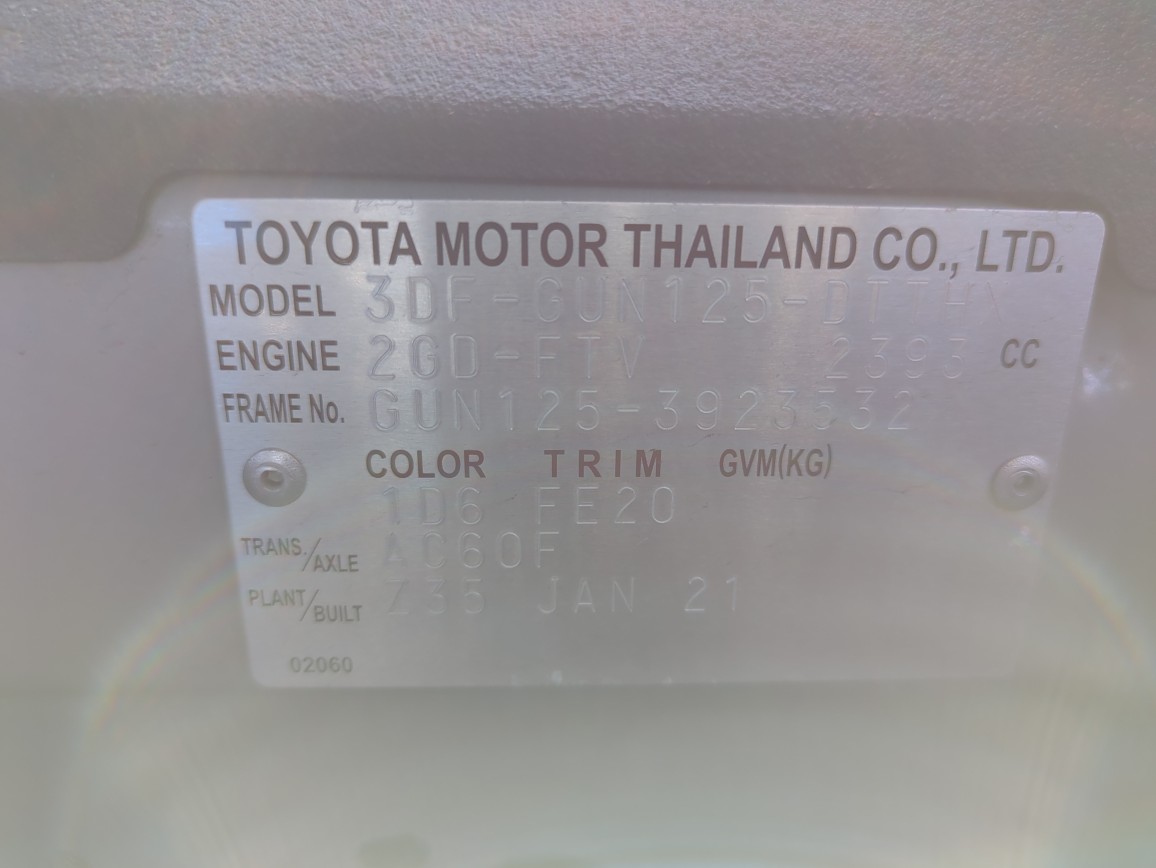 TOYOTA MOTOR THAILAND CO., LTD.
MODEL 3DF-GUN125-DTTHX
ENGINE 2GD-FTV 2393 CC
FRAME No. GUN125-3923532
COLOR TRIM GVM(KG)
1D6 FE20
TRANS./AXLE AC60F
PLANT/BUILT Z35 JAN 21
02060